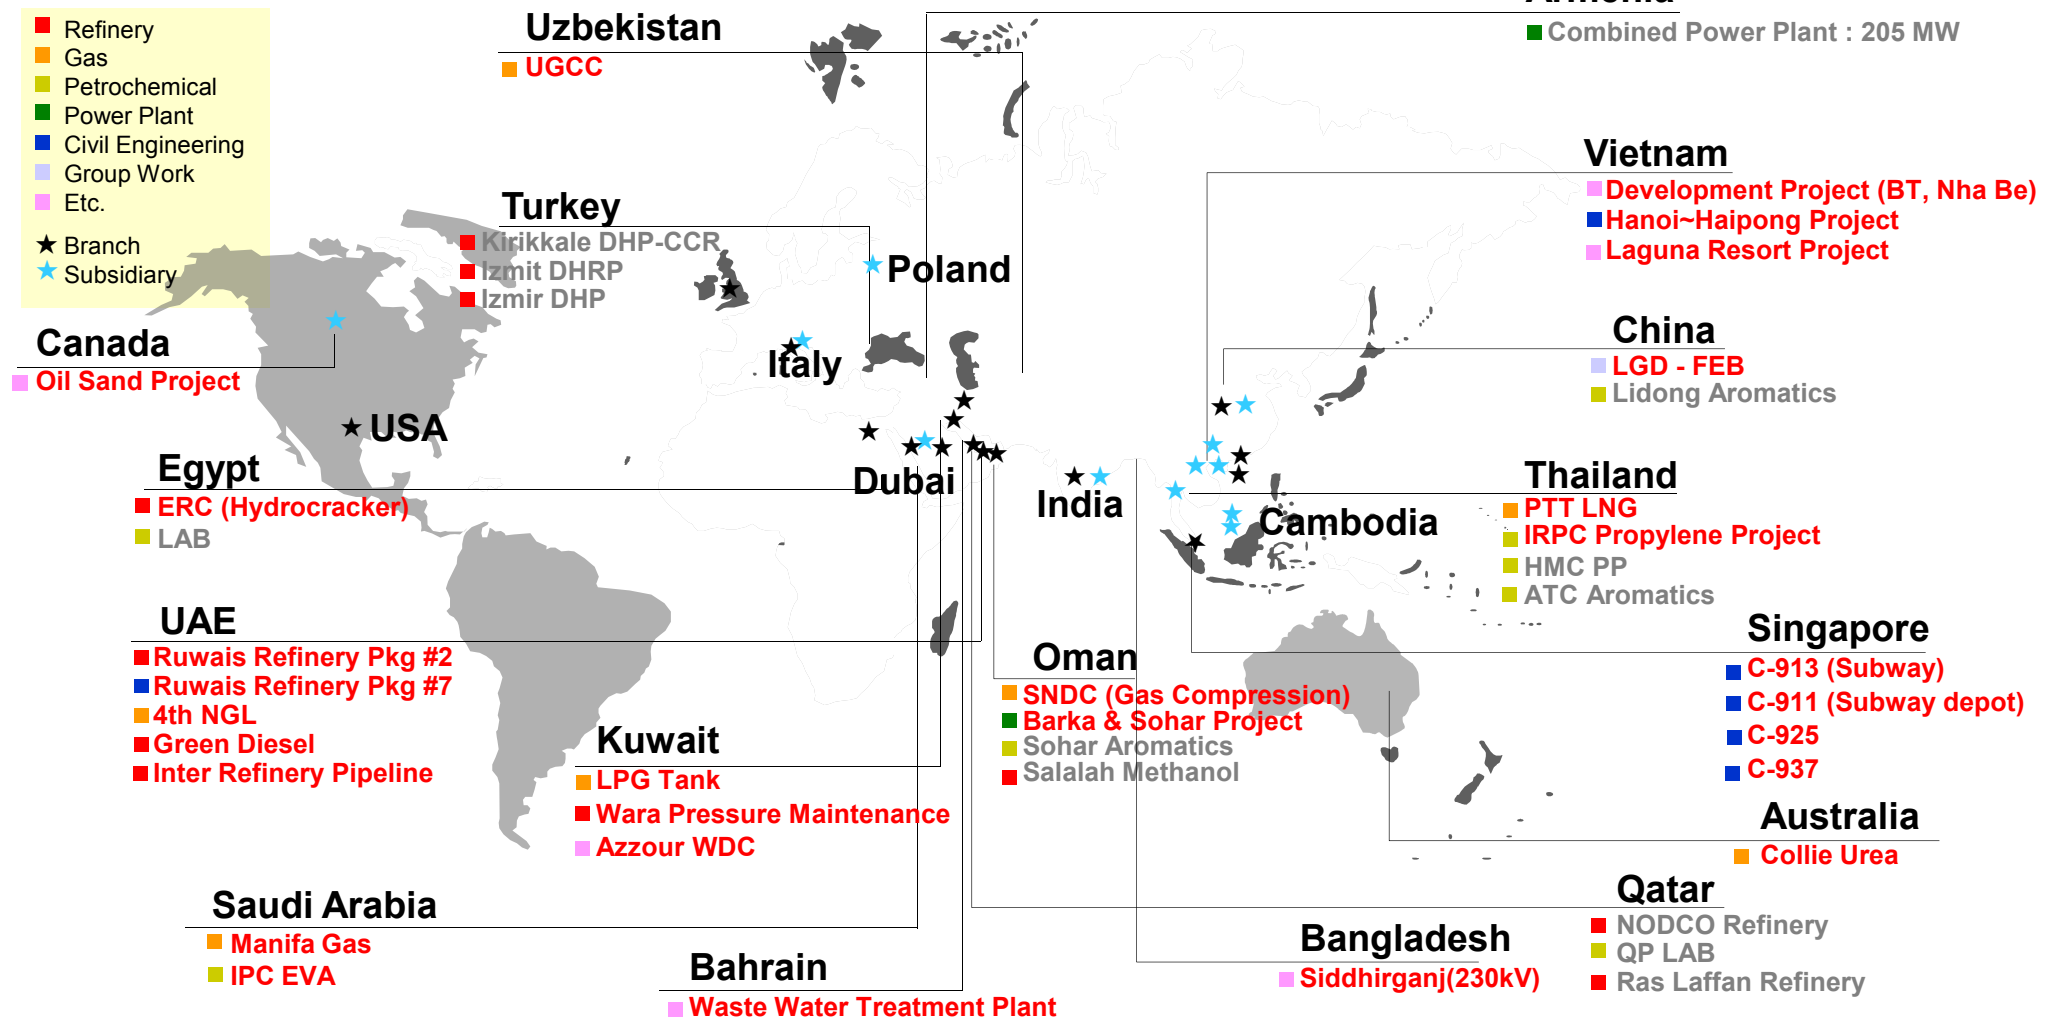 Refinery
Gas
Petrochemical
Power Plant
Civil Engineering
Group Work
Etc.
Branch
Subsidiary
Uzbekistan
UGCC
Armenia
Combined Power Plant : 205 MW
Turkey
Kirikkale DHP-CCR
Izmit DHRP
Izmir DHP
Poland
Italy
Vietnam
Development Project (BT, Nha Be)
Hanoi~Haipong Project
Laguna Resort Project
Canada
Oil Sand Project
USA
China
LGD - FEB
Lidong Aromatics
Egypt
ERC (Hydrocracker)
LAB
Dubai
India
Cambodia
Thailand
PTT LNG
IRPC Propylene Project
HMC PP
ATC Aromatics
UAE
Ruwais Refinery Pkg #2
Ruwais Refinery Pkg #7
4th NGL
Green Diesel
Inter Refinery Pipeline
Oman
SNDC (Gas Compression)
Barka & Sohar Project
Sohar Aromatics
Salalah Methanol
Singapore
C-913 (Subway)
C-911 (Subway depot)
C-925
C-937
Kuwait
LPG Tank
Wara Pressure Maintenance
Azzour WDC
Australia
Collie Urea
Saudi Arabia
Manifa Gas
IPC EVA
Bahrain
Waste Water Treatment Plant
Bangladesh
Siddhirganj(230kV)
Qatar
NODCO Refinery
QP LAB
Ras Laffan Refinery